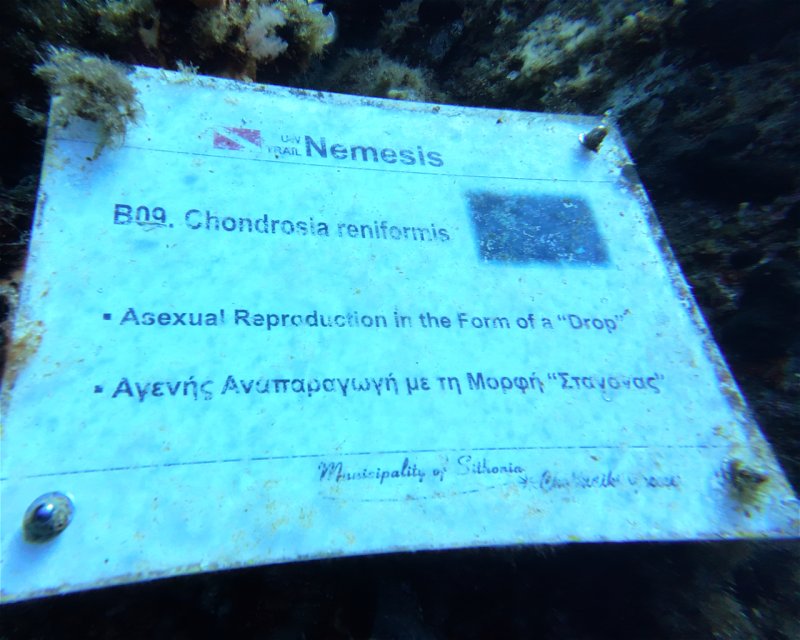 U/W
TRAIL Nemesis
B09. Chondrosia reniformis
▪ Asexual Reproduction in the Form of a "Drop"
▪ Αγενής Αναπαραγωγή με τη Μορφή "Σταγόνας"
Municipality of Sithonia